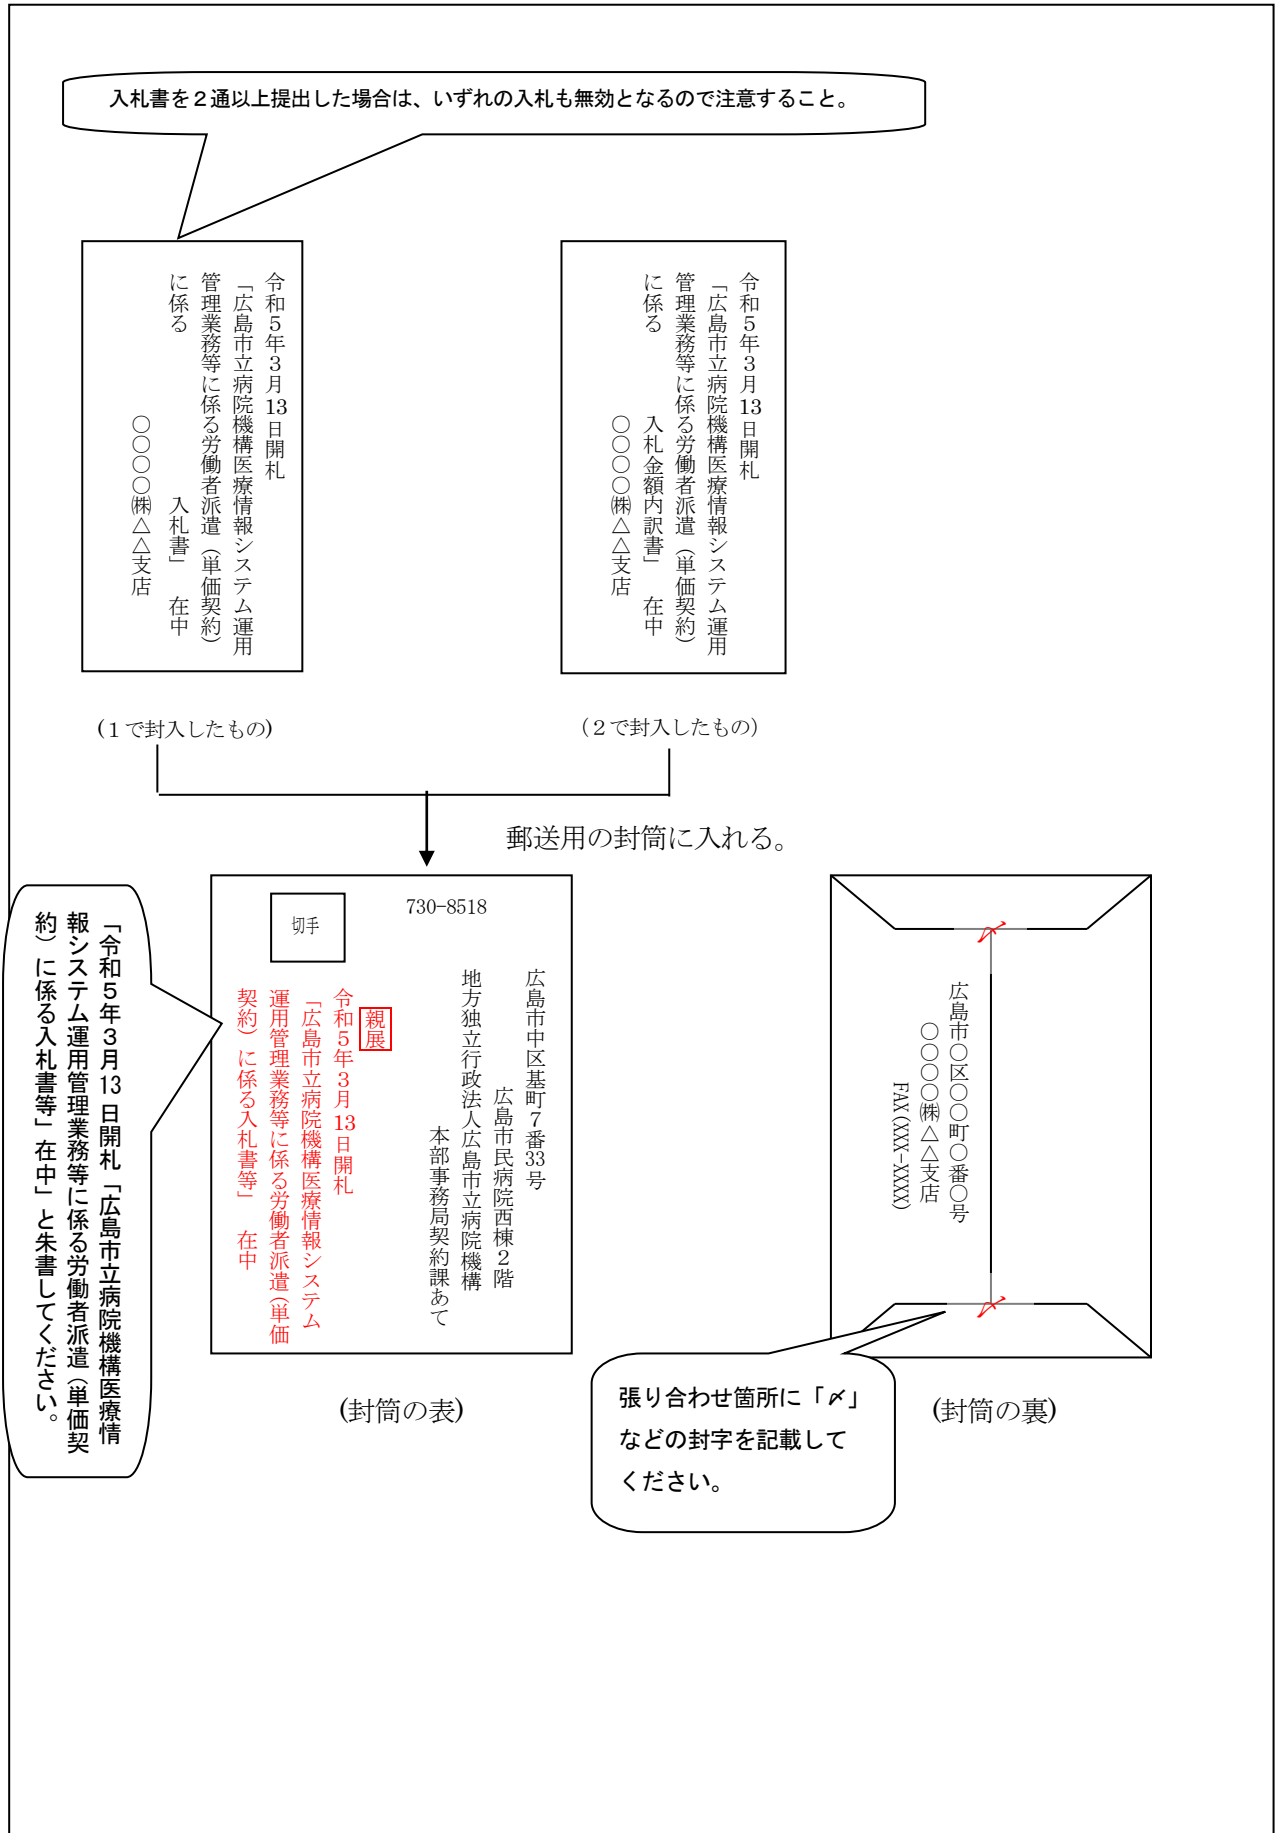 入札書を２通以上提出した場合は、いずれの入札も無効となるので注意すること。
令和５年３月13日開札
「広島市立病院機構医療情報システム運用
管理業務等に係る労働者派遣（単価契約）
に係る　　　　　　　　入札書」　在中
○○○○㈱△△支店
令和５年３月13日開札
「広島市立病院機構医療情報システム運用
管理業務等に係る労働者派遣（単価契約）
に係る　　　　入札金額内訳書」　在中
○○○○㈱△△支店
(１で封入したもの)
（２で封入したもの）
郵送用の封筒に入れる。
「令和５年３月13日開札「広島市立病院機構医療情
報システム運用管理業務等に係る労働者派遣（単価契
約）に係る入札書等」在中」と朱書してください。
切手
730-8518
広島市中区基町７番33号
広島市民病院西棟２階
地方独立行政法人広島市立病院機構
本部事務局契約課あて
親展
令和５年３月13日開札
「広島市立病院機構医療情報システム
運用管理業務等に係る労働者派遣（単価
契約）に係る入札書等」　在中
(封筒の表)
〆
広島市○区○○町○番○号
○○○○㈱△△支店
FAX(XXX-XXXX)
〆
張り合わせ箇所に「〆」
などの封字を記載して
ください。
(封筒の裏)